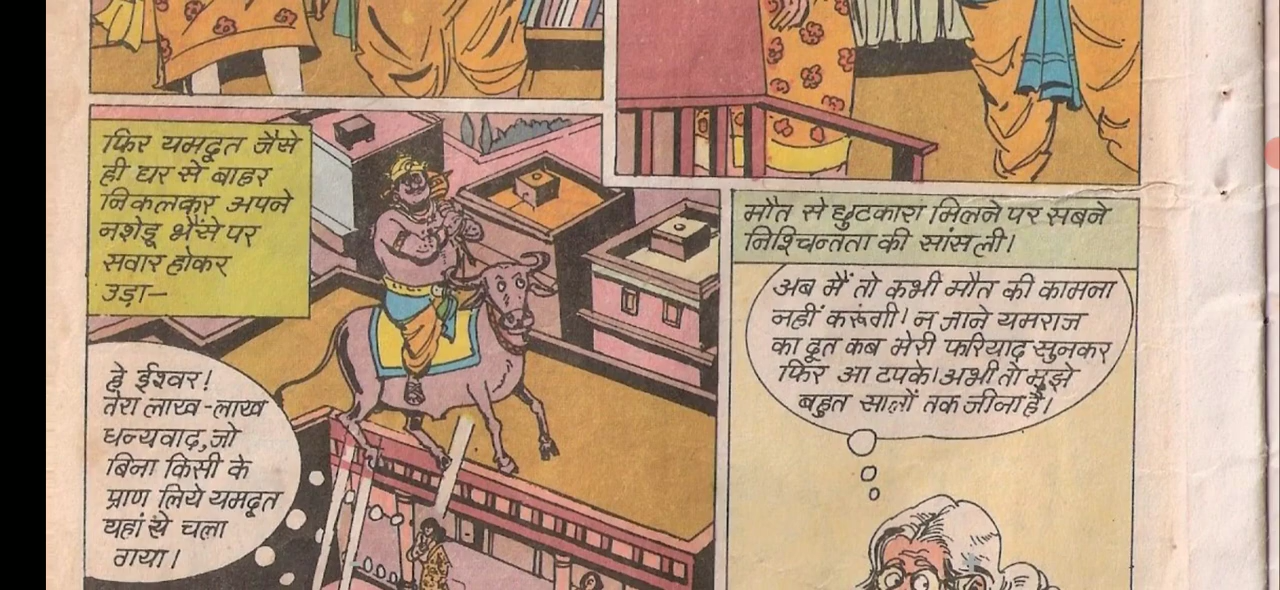 फिर यमदूत जैसे
ही घर से बाहर
निकलकर अपने
नशेड़ू भैंसे पर
सवार होकर
उड़ा—
हे ईश्वर!
तेरा लाख-लाख
धन्यवाद, जो
बिना किसी के
प्राण लिये यमदूत
यहां से चला
गया।
मौत से छुटकारा मिलने पर सबने
निश्चिन्तता की सांस ली।
अब मैं तो कभी मौत की कामना
नहीं करूंगी। न जाने यमराज
का दूत कब मेरी फरियाद सुनकर
फिर आ टपके। अभी तो मुझे
बहुत सालों तक जीना है।